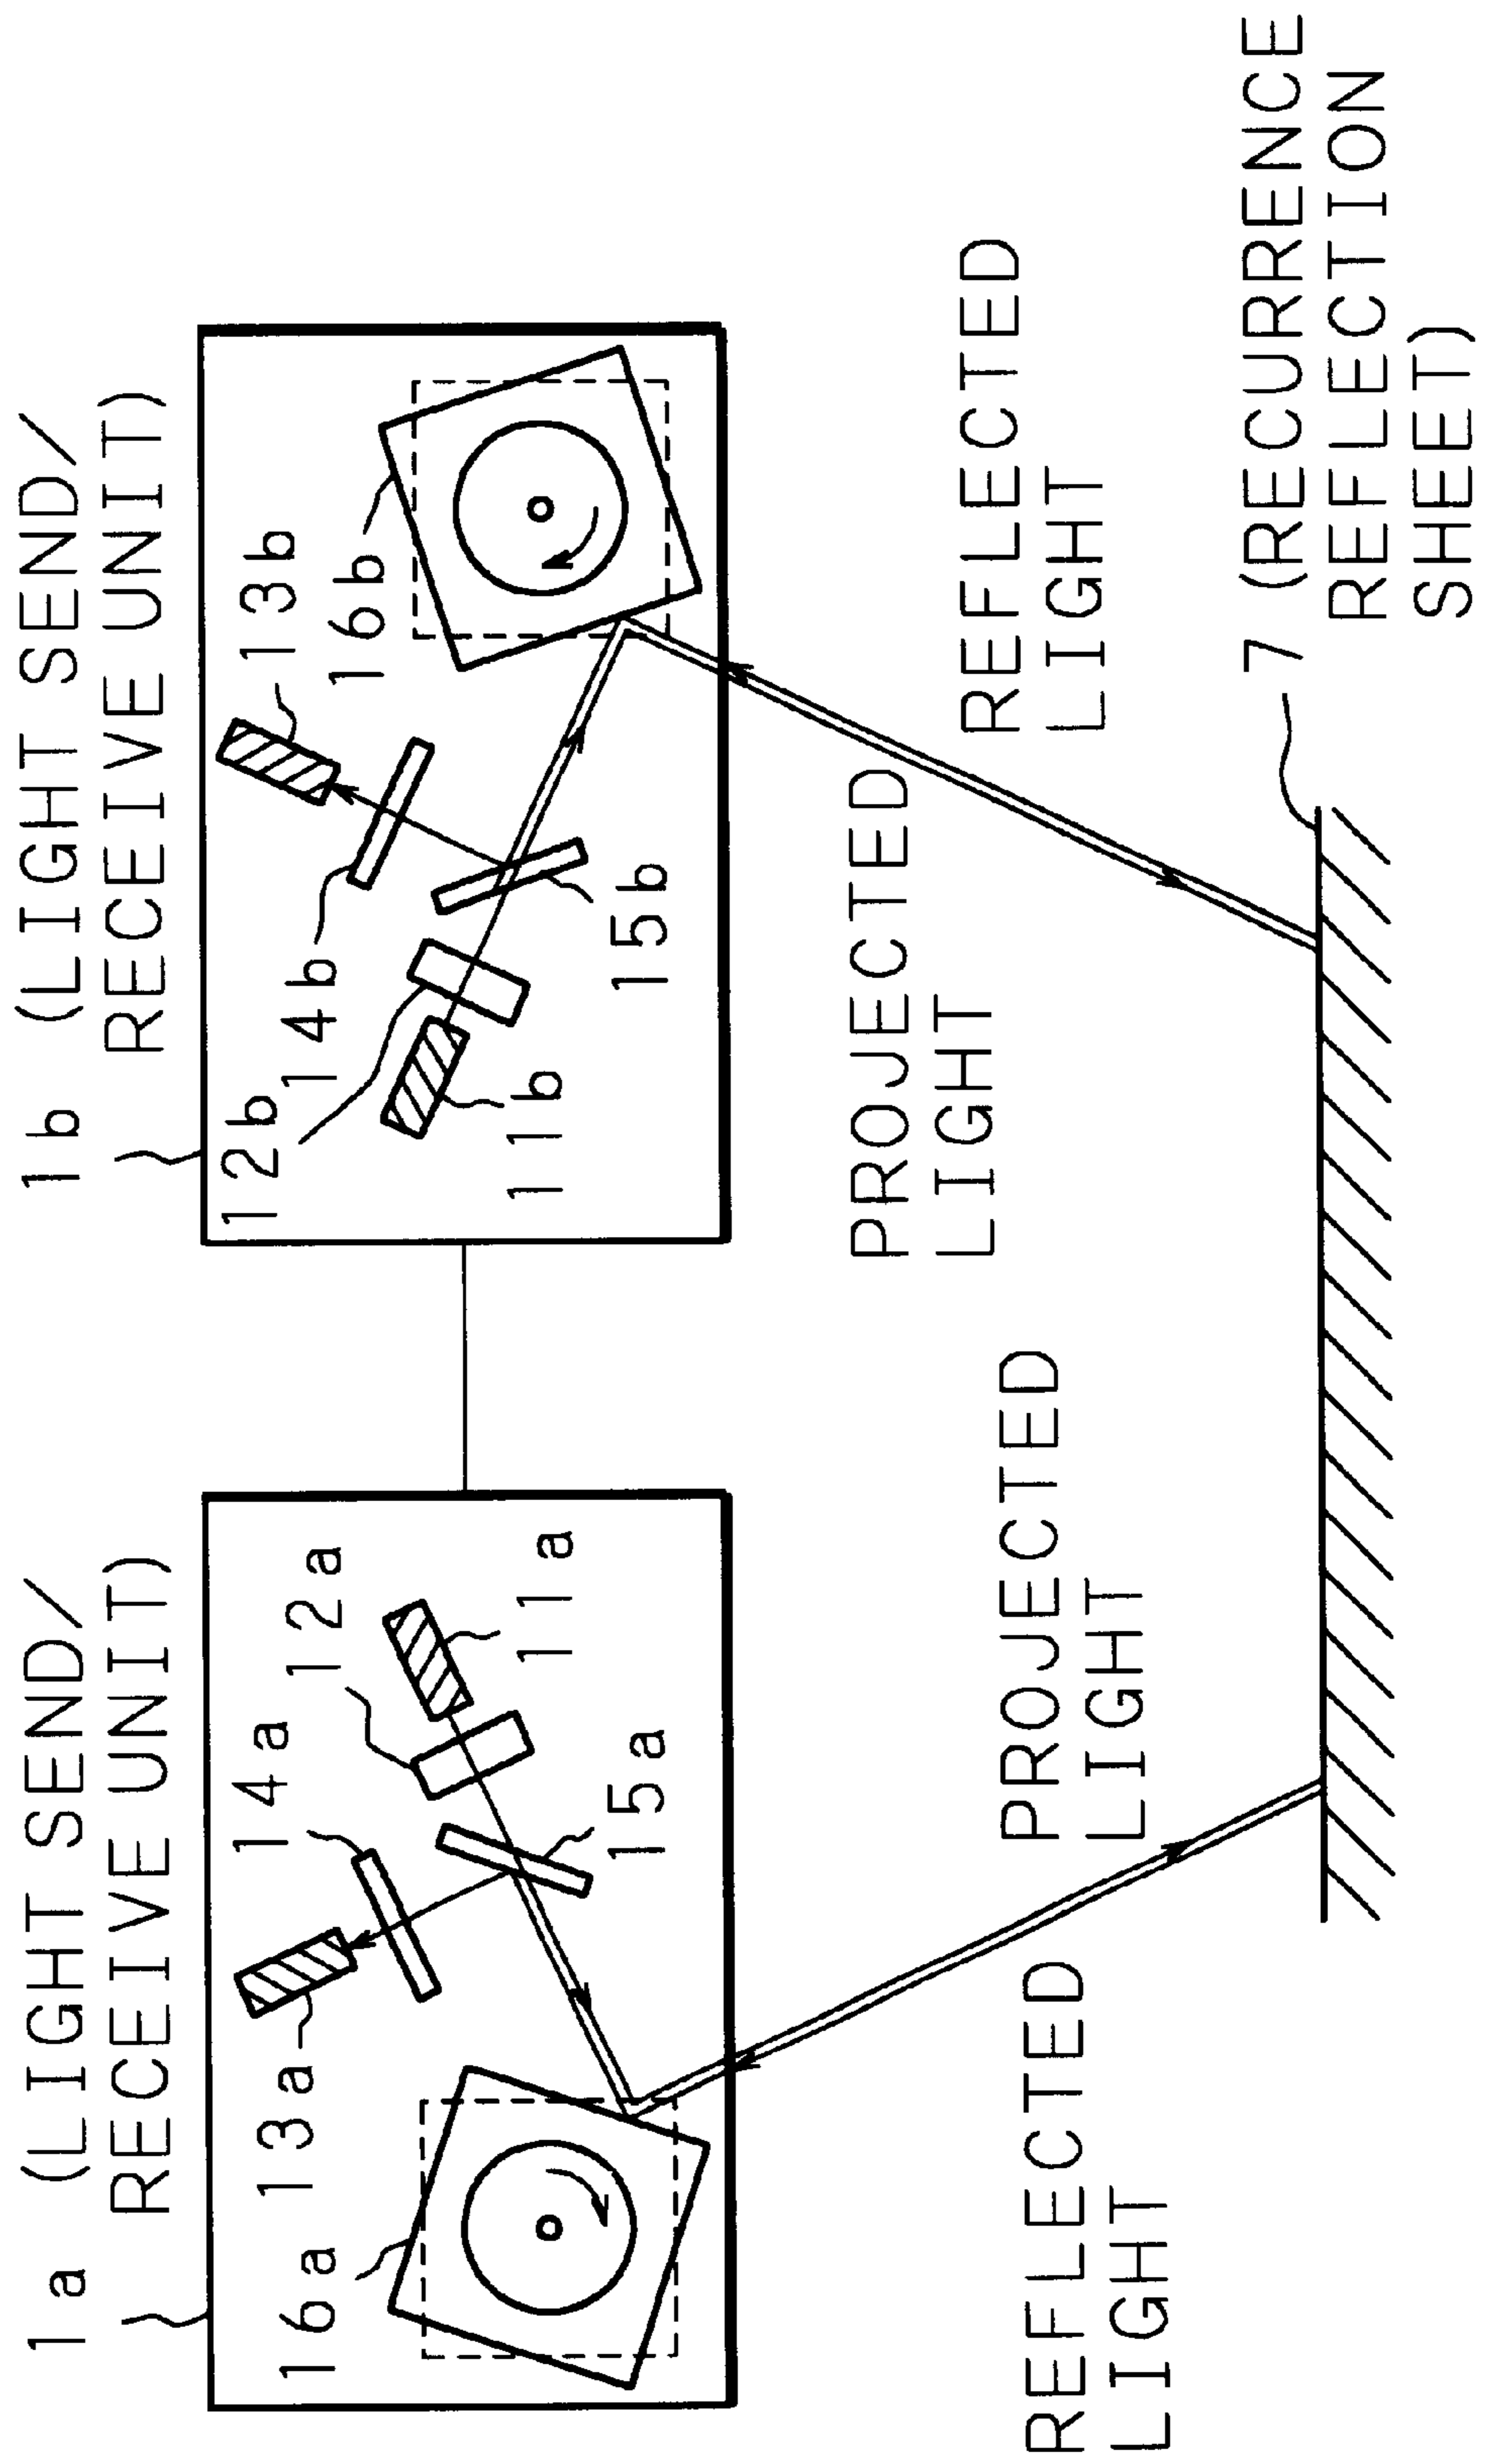 1a (LIGHT SEND/
RECEIVE UNIT)
1b (LIGHT SEND/
RECEIVE UNIT)
16a
13a
14a
12a
11a
15a
12b
11b
14b
15b
16b
13b
REFLECTED
LIGHT
PROJECTED
LIGHT
PROJECTED
LIGHT
REFLECTED
LIGHT
7 (RECURRENCE
REFLECTION
SHEET)